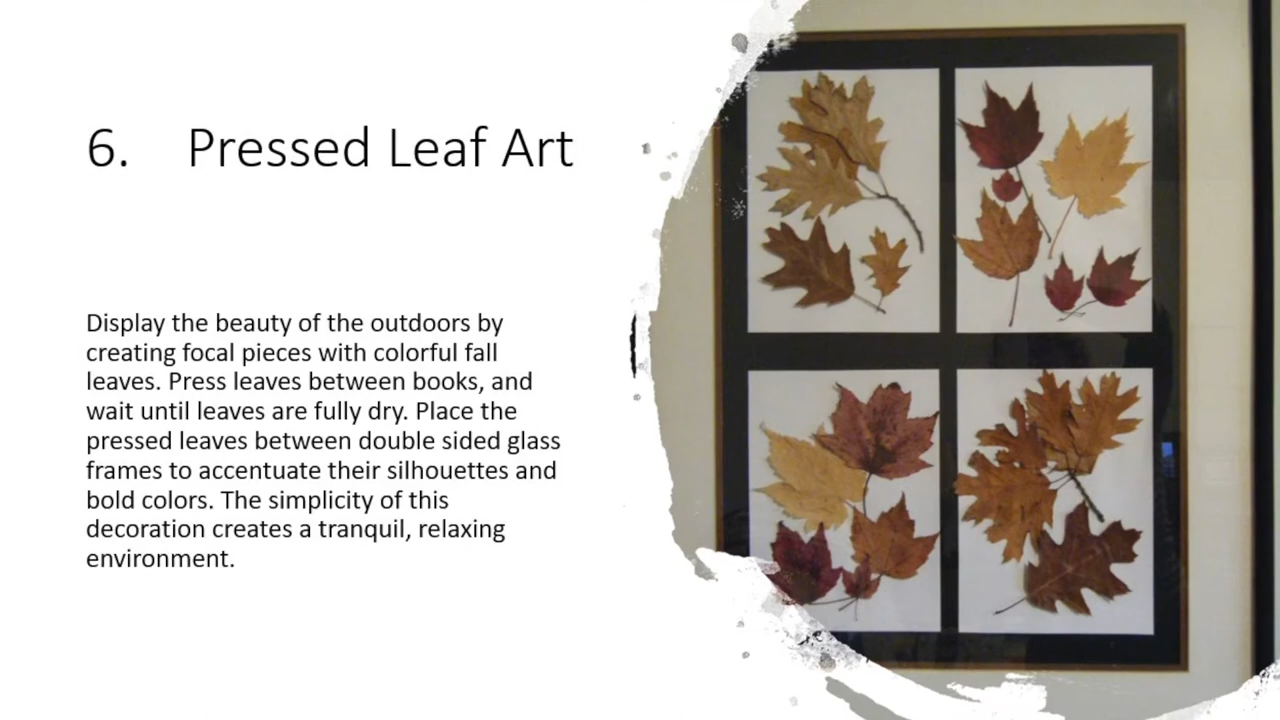 6. Pressed Leaf Art
Display the beauty of the outdoors by
creating focal pieces with colorful fall
leaves. Press leaves between books, and
wait until leaves are fully dry. Place the
pressed leaves between double sided glass
frames to accentuate their silhouettes and
bold colors. The simplicity of this
decoration creates a tranquil, relaxing
environment.